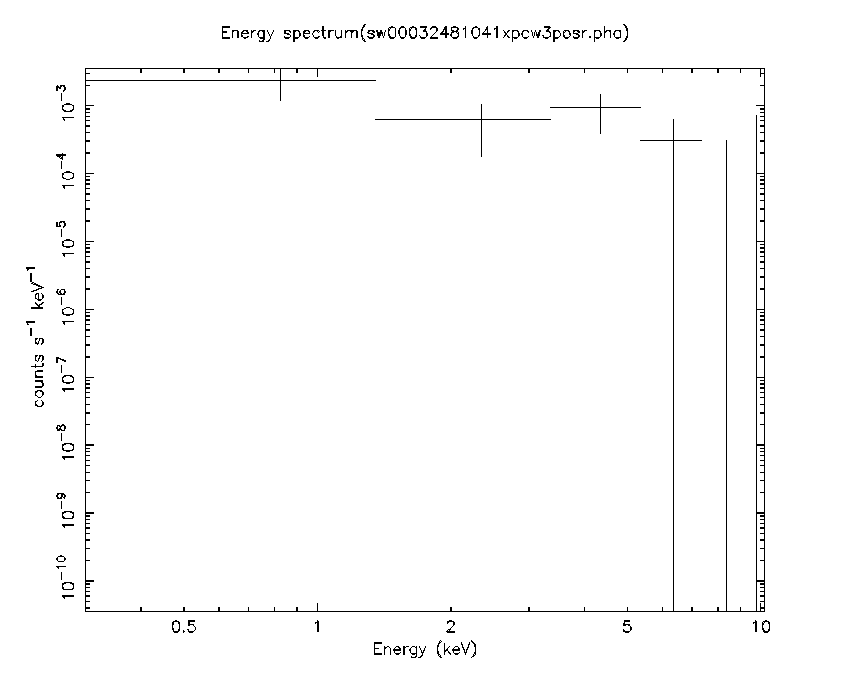 Energy spectrum(sw00032481041xpcw3posr.pha)
counts s⁻¹ keV⁻¹
10⁻³
10⁻⁴
10⁻⁵
10⁻⁶
10⁻⁷
10⁻⁸
10⁻⁹
10⁻¹⁰
0.5 1 2 5 10
Energy (keV)